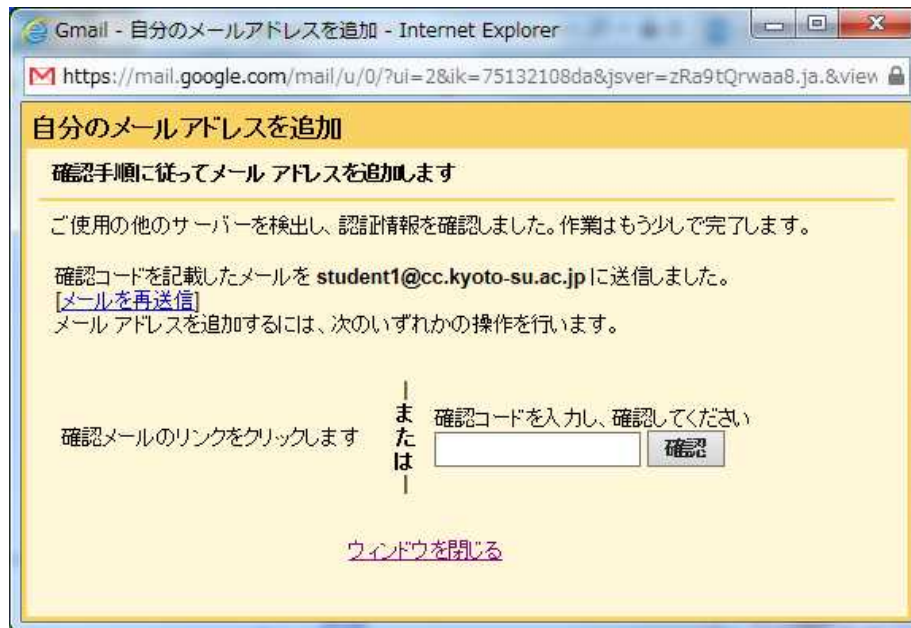 Gmail - 自分のメールアドレスを追加 - Internet Explorer
https://mail.google.com/mail/u/0/?ui=2&ik=75132108da&jsver=zRa9tQrwaa8.ja.&view
自分のメールアドレスを追加
確認手順に従ってメール アドレスを追加します
ご使用の他のサーバーを検出し、認証情報を確認しました。作業はもう少しで完了します。
確認コードを記載したメールを student1@cc.kyoto-su.ac.jp に送信しました。
[メールを再送信]
メール アドレスを追加するには、次のいずれかの操作を行います。
確認メールのリンクをクリックします
または
確認コードを入力し、確認してください
確認
ウィンドウを閉じる